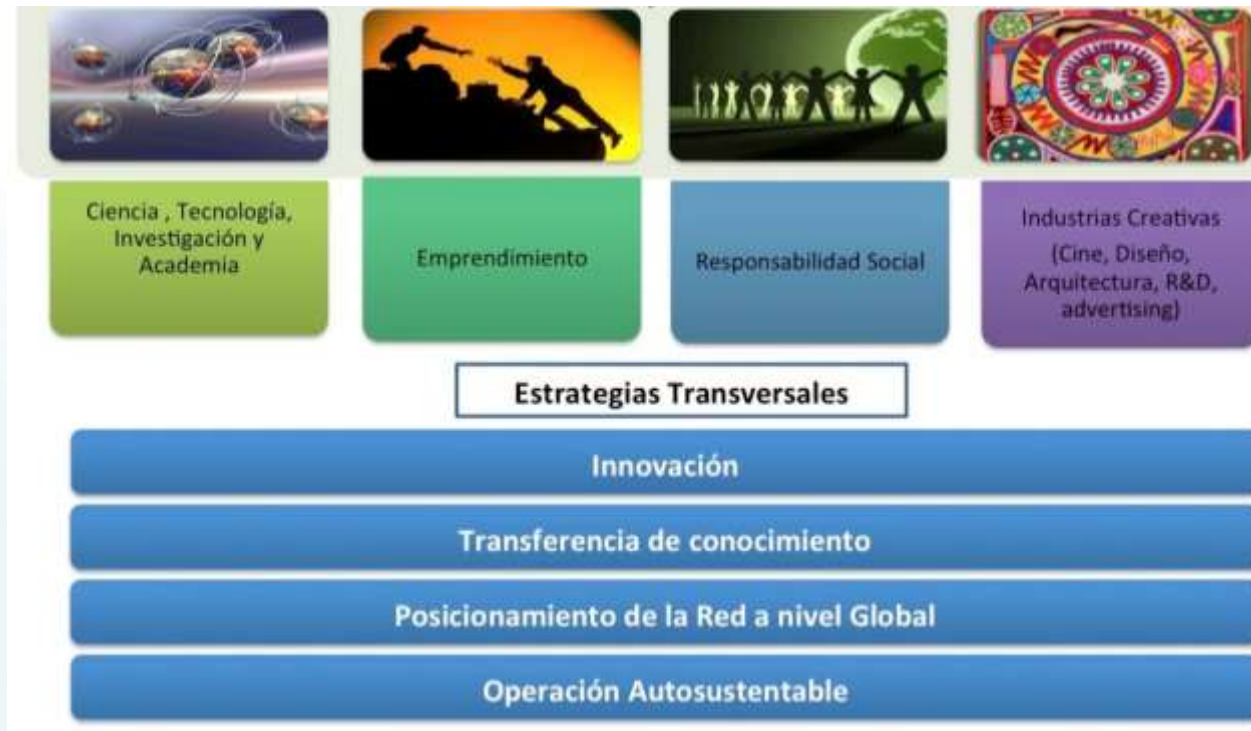 Ciencia , Tecnología,
Investigación y
Academia
Emprendimiento
Responsabilidad Social
Industrias Creativas
(Cine, Diseño,
Arquitectura, R&D,
advertising)
Estrategias Transversales
Innovación
Transferencia de conocimiento
Posicionamiento de la Red a nivel Global
Operación Autosustentable